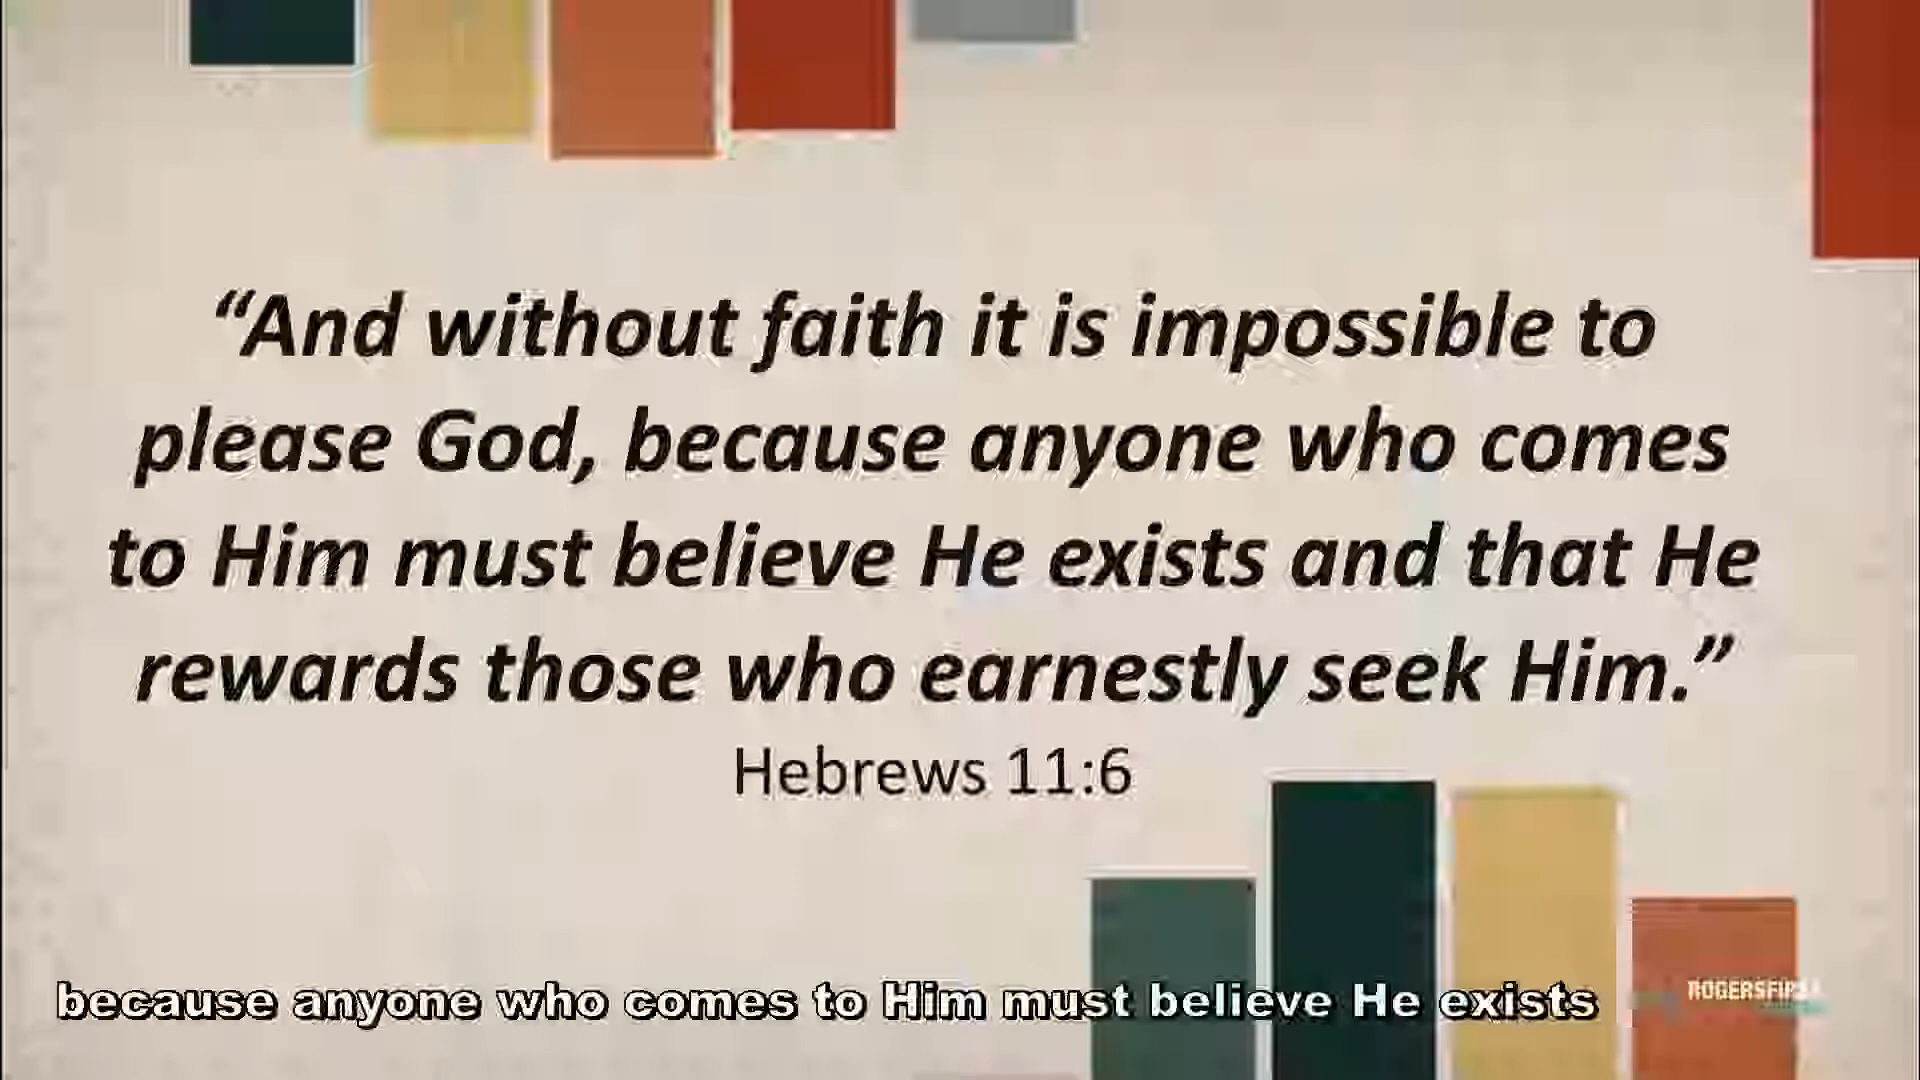 “And without faith it is impossible to
please God, because anyone who comes
to Him must believe He exists and that He
rewards those who earnestly seek Him.”
Hebrews 11:6
because anyone who comes to Him must believe He exists